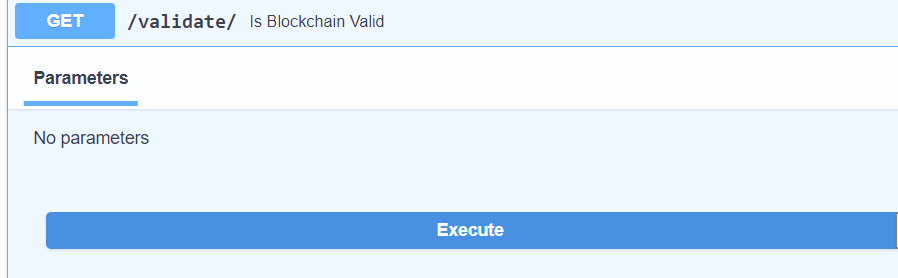 GET /validate/ Is Blockchain Valid
Parameters
No parameters
Execute